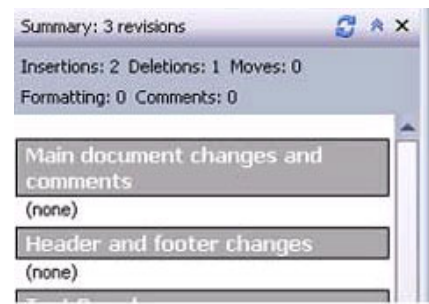 Summary: 3 revisions
Insertions: 2 Deletions: 1 Moves: 0
Formatting: 0 Comments: 0
Main document changes and
comments
(none)
Header and footer changes
(none)